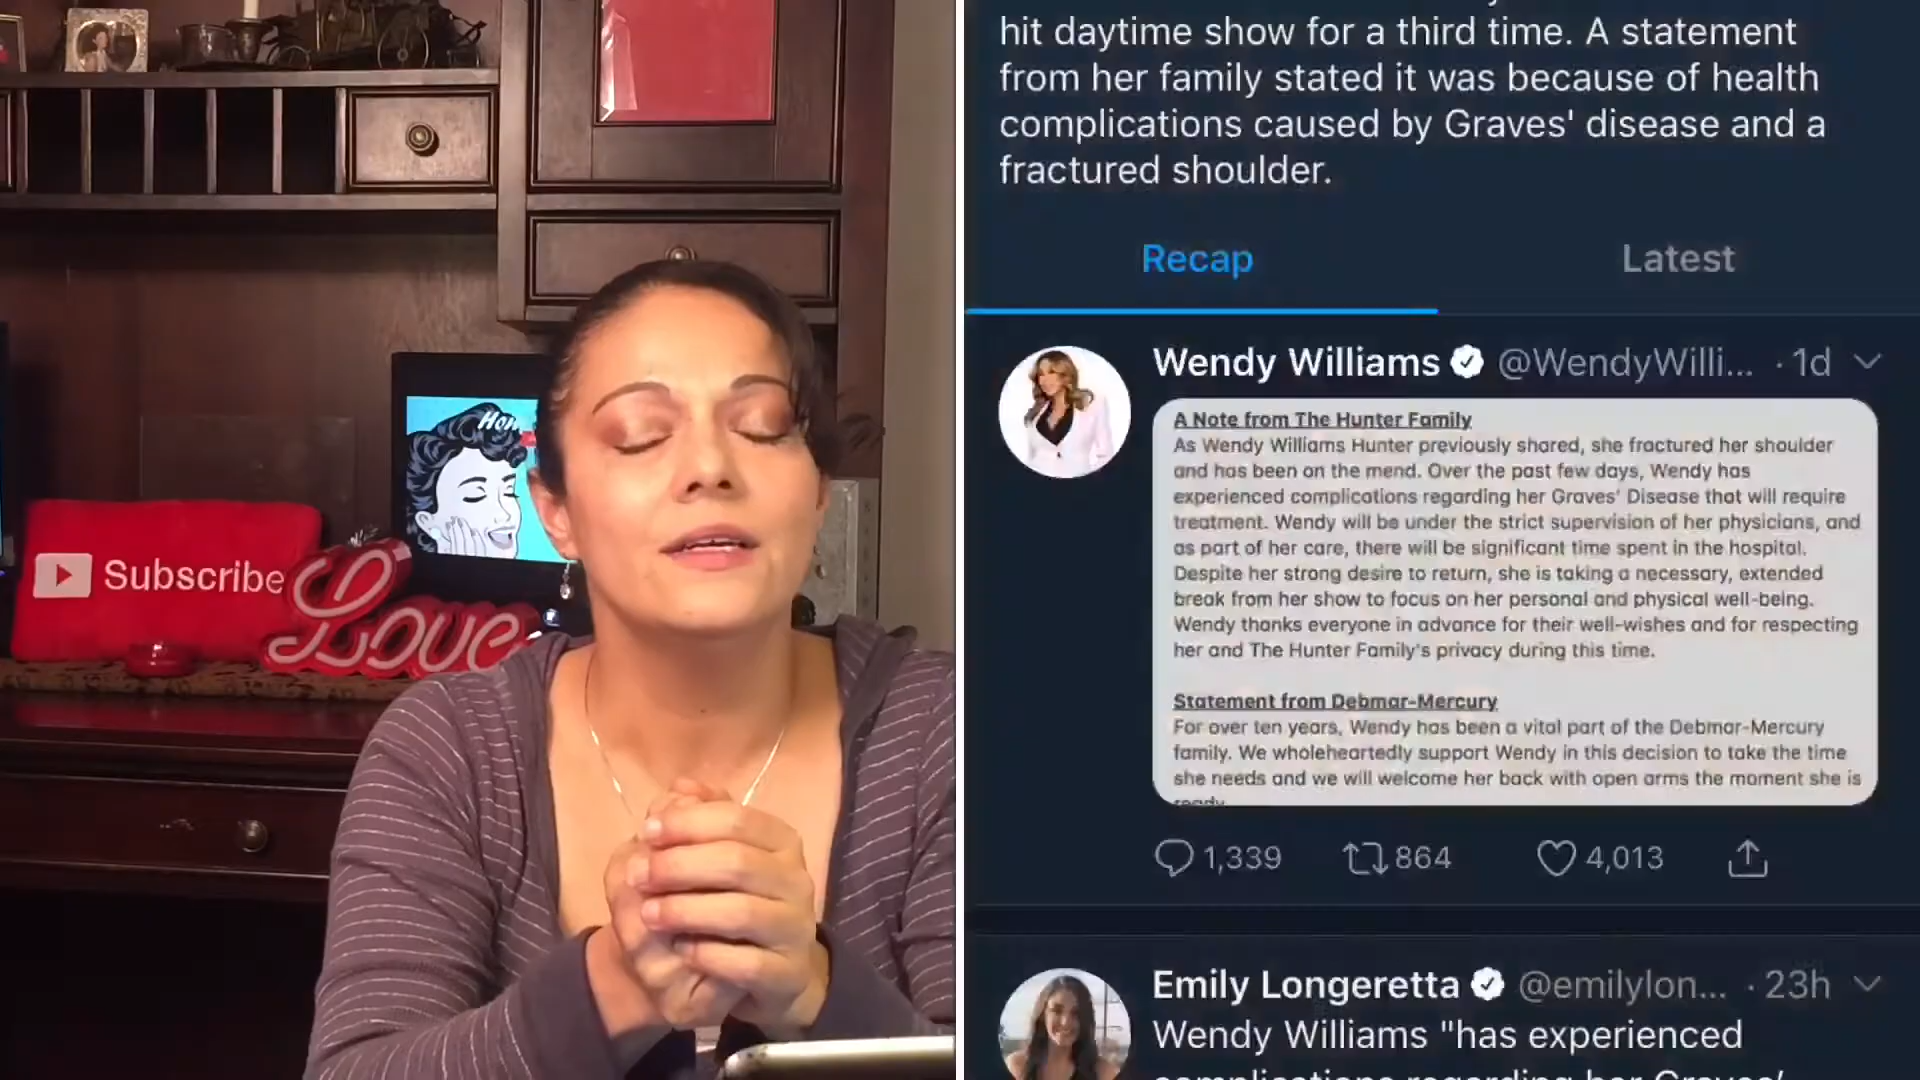 Hon
Subscribe
Love
hit daytime show for a third time. A statement
from her family stated it was because of health
complications caused by Graves' disease and a
fractured shoulder.
Recap Latest
Wendy Williams @WendyWilli... · 1d
A Note from The Hunter Family
As Wendy Williams Hunter previously shared, she fractured her shoulder
and has been on the mend. Over the past few days, Wendy has
experienced complications regarding her Graves' Disease that will require
treatment. Wendy will be under the strict supervision of her physicians, and
as part of her care, there will be significant time spent in the hospital.
Despite her strong desire to return, she is taking a necessary, extended
break from her show to focus on her personal and physical well-being.
Wendy thanks everyone in advance for their well-wishes and for respecting
her and The Hunter Family's privacy during this time.
Statement from Debmar-Mercury
For over ten years, Wendy has been a vital part of the Debmar-Mercury
family. We wholeheartedly support Wendy in this decision to take the time
she needs and we will welcome her back with open arms the moment she is
ready.
1,339 864 4,013
Emily Longeretta @emilylon... · 23h
Wendy Williams "has experienced
complications regarding her Graves'